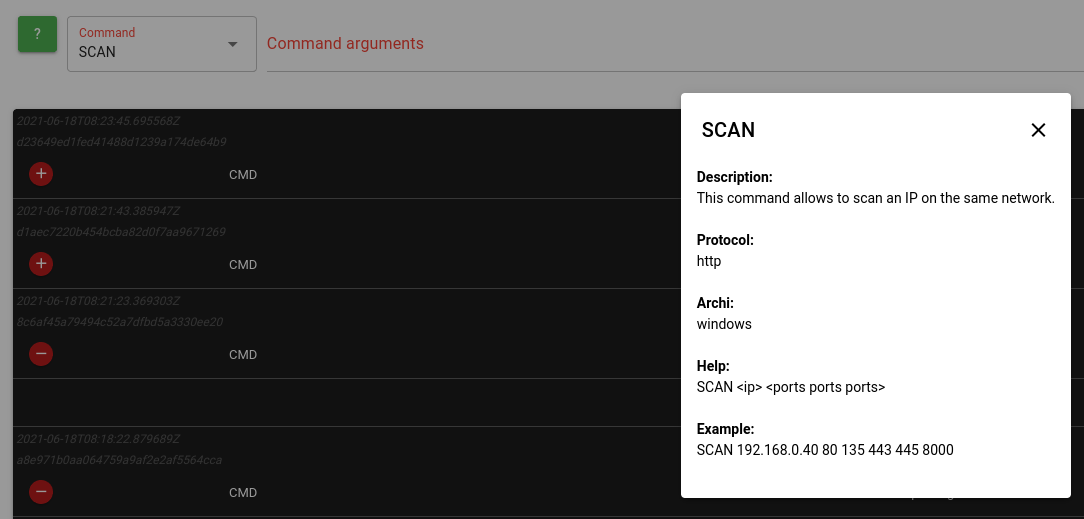 ?
Command
SCAN
Command arguments
2021-06-18T08:23:45.695568Z
d23649ed1fed41488d1239a174de64b9
+
CMD
2021-06-18T08:21:43.385947Z
d1aec7220b454bcba82d0f7aa9671269
+
CMD
2021-06-18T08:21:23.369303Z
8c6af45a79494c52a7dfbd5a3330ee20
−
CMD
2021-06-18T08:18:22.879689Z
a8e971b0aa064759a9af2e2af5564cca
−
CMD
SCAN
Description:
This command allows to scan an IP on the same network.
Protocol:
http
Archi:
windows
Help:
SCAN <ip> <ports ports ports>
Example:
SCAN 192.168.0.40 80 135 443 445 8000